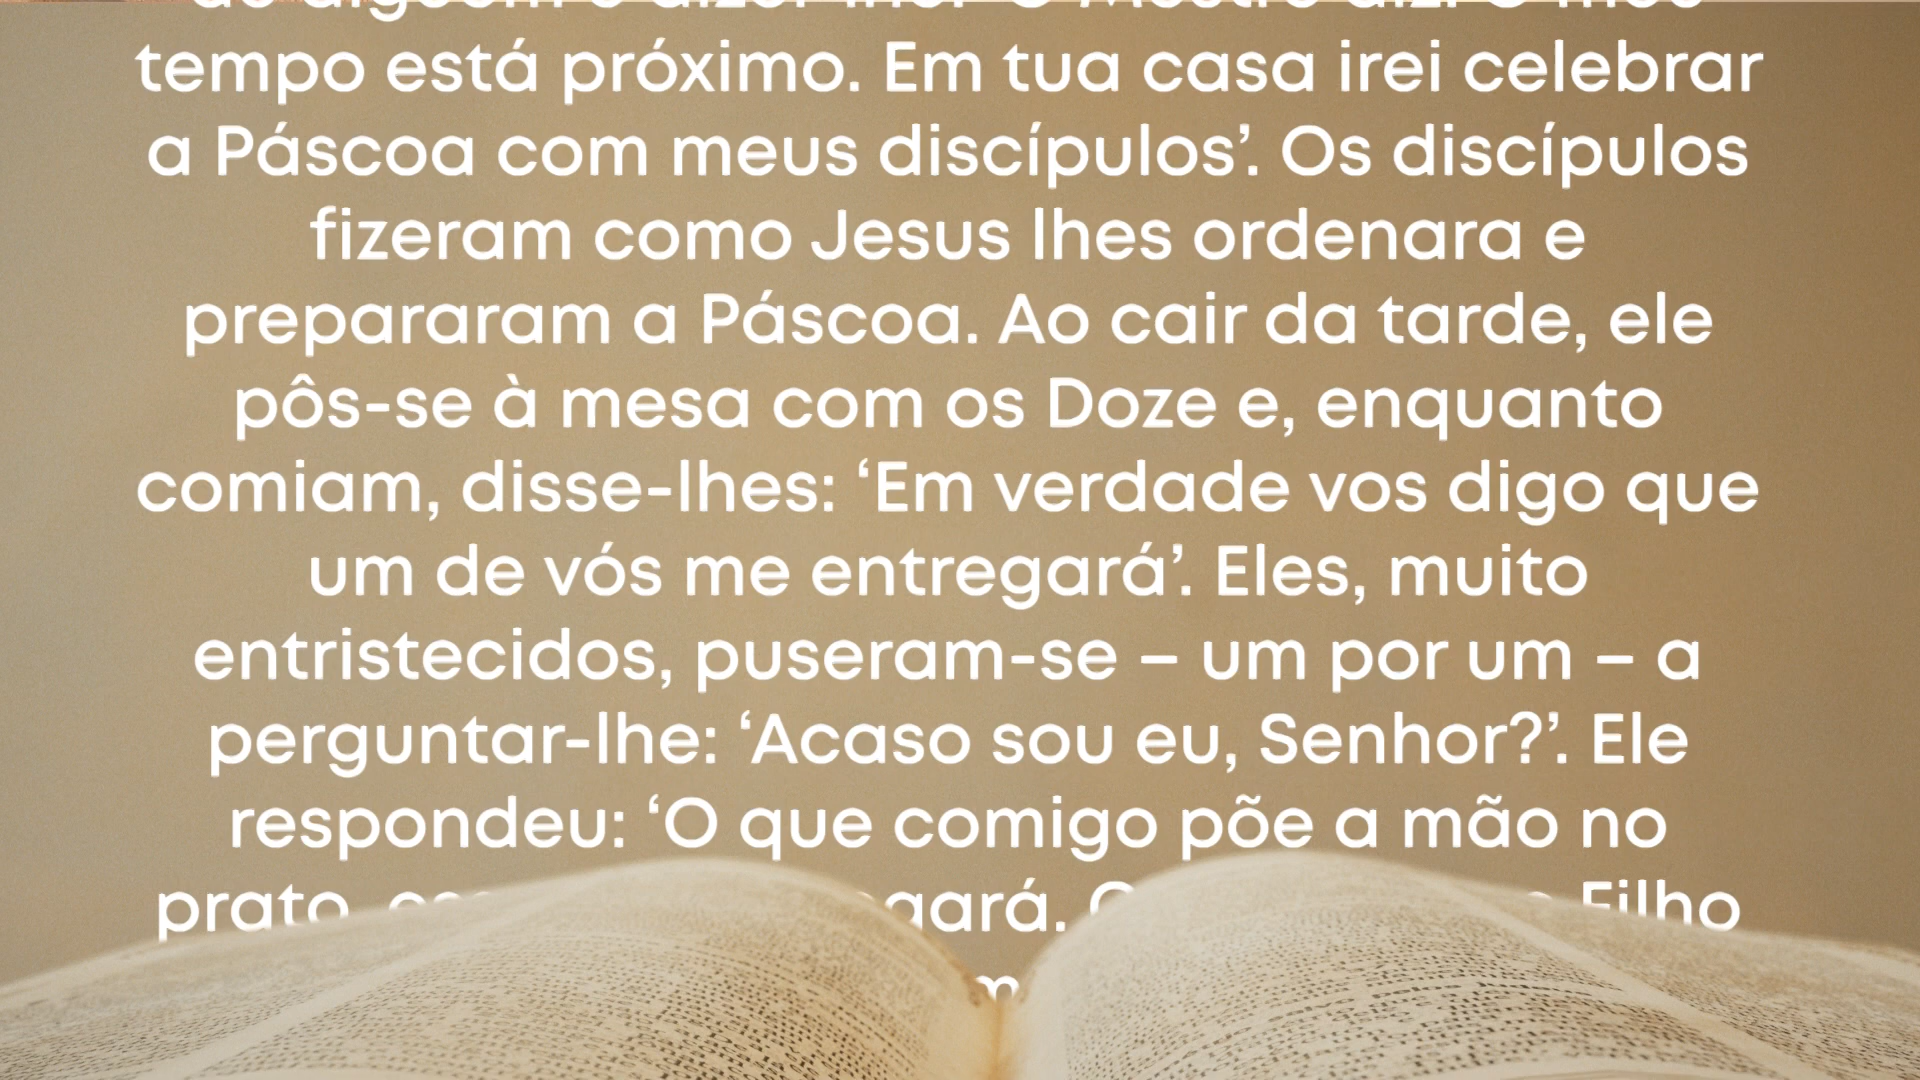 tempo está próximo. Em tua casa irei celebrar
a Páscoa com meus discípulos’. Os discípulos
fizeram como Jesus lhes ordenara e
prepararam a Páscoa. Ao cair da tarde, ele
pôs-se à mesa com os Doze e, enquanto
comiam, disse-lhes: ‘Em verdade vos digo que
um de vós me entregará’. Eles, muito
entristecidos, puseram-se – um por um – a
perguntar-lhe: ‘Acaso sou eu, Senhor?’. Ele
respondeu: ‘O que comigo põe a mão no
prato, Filho